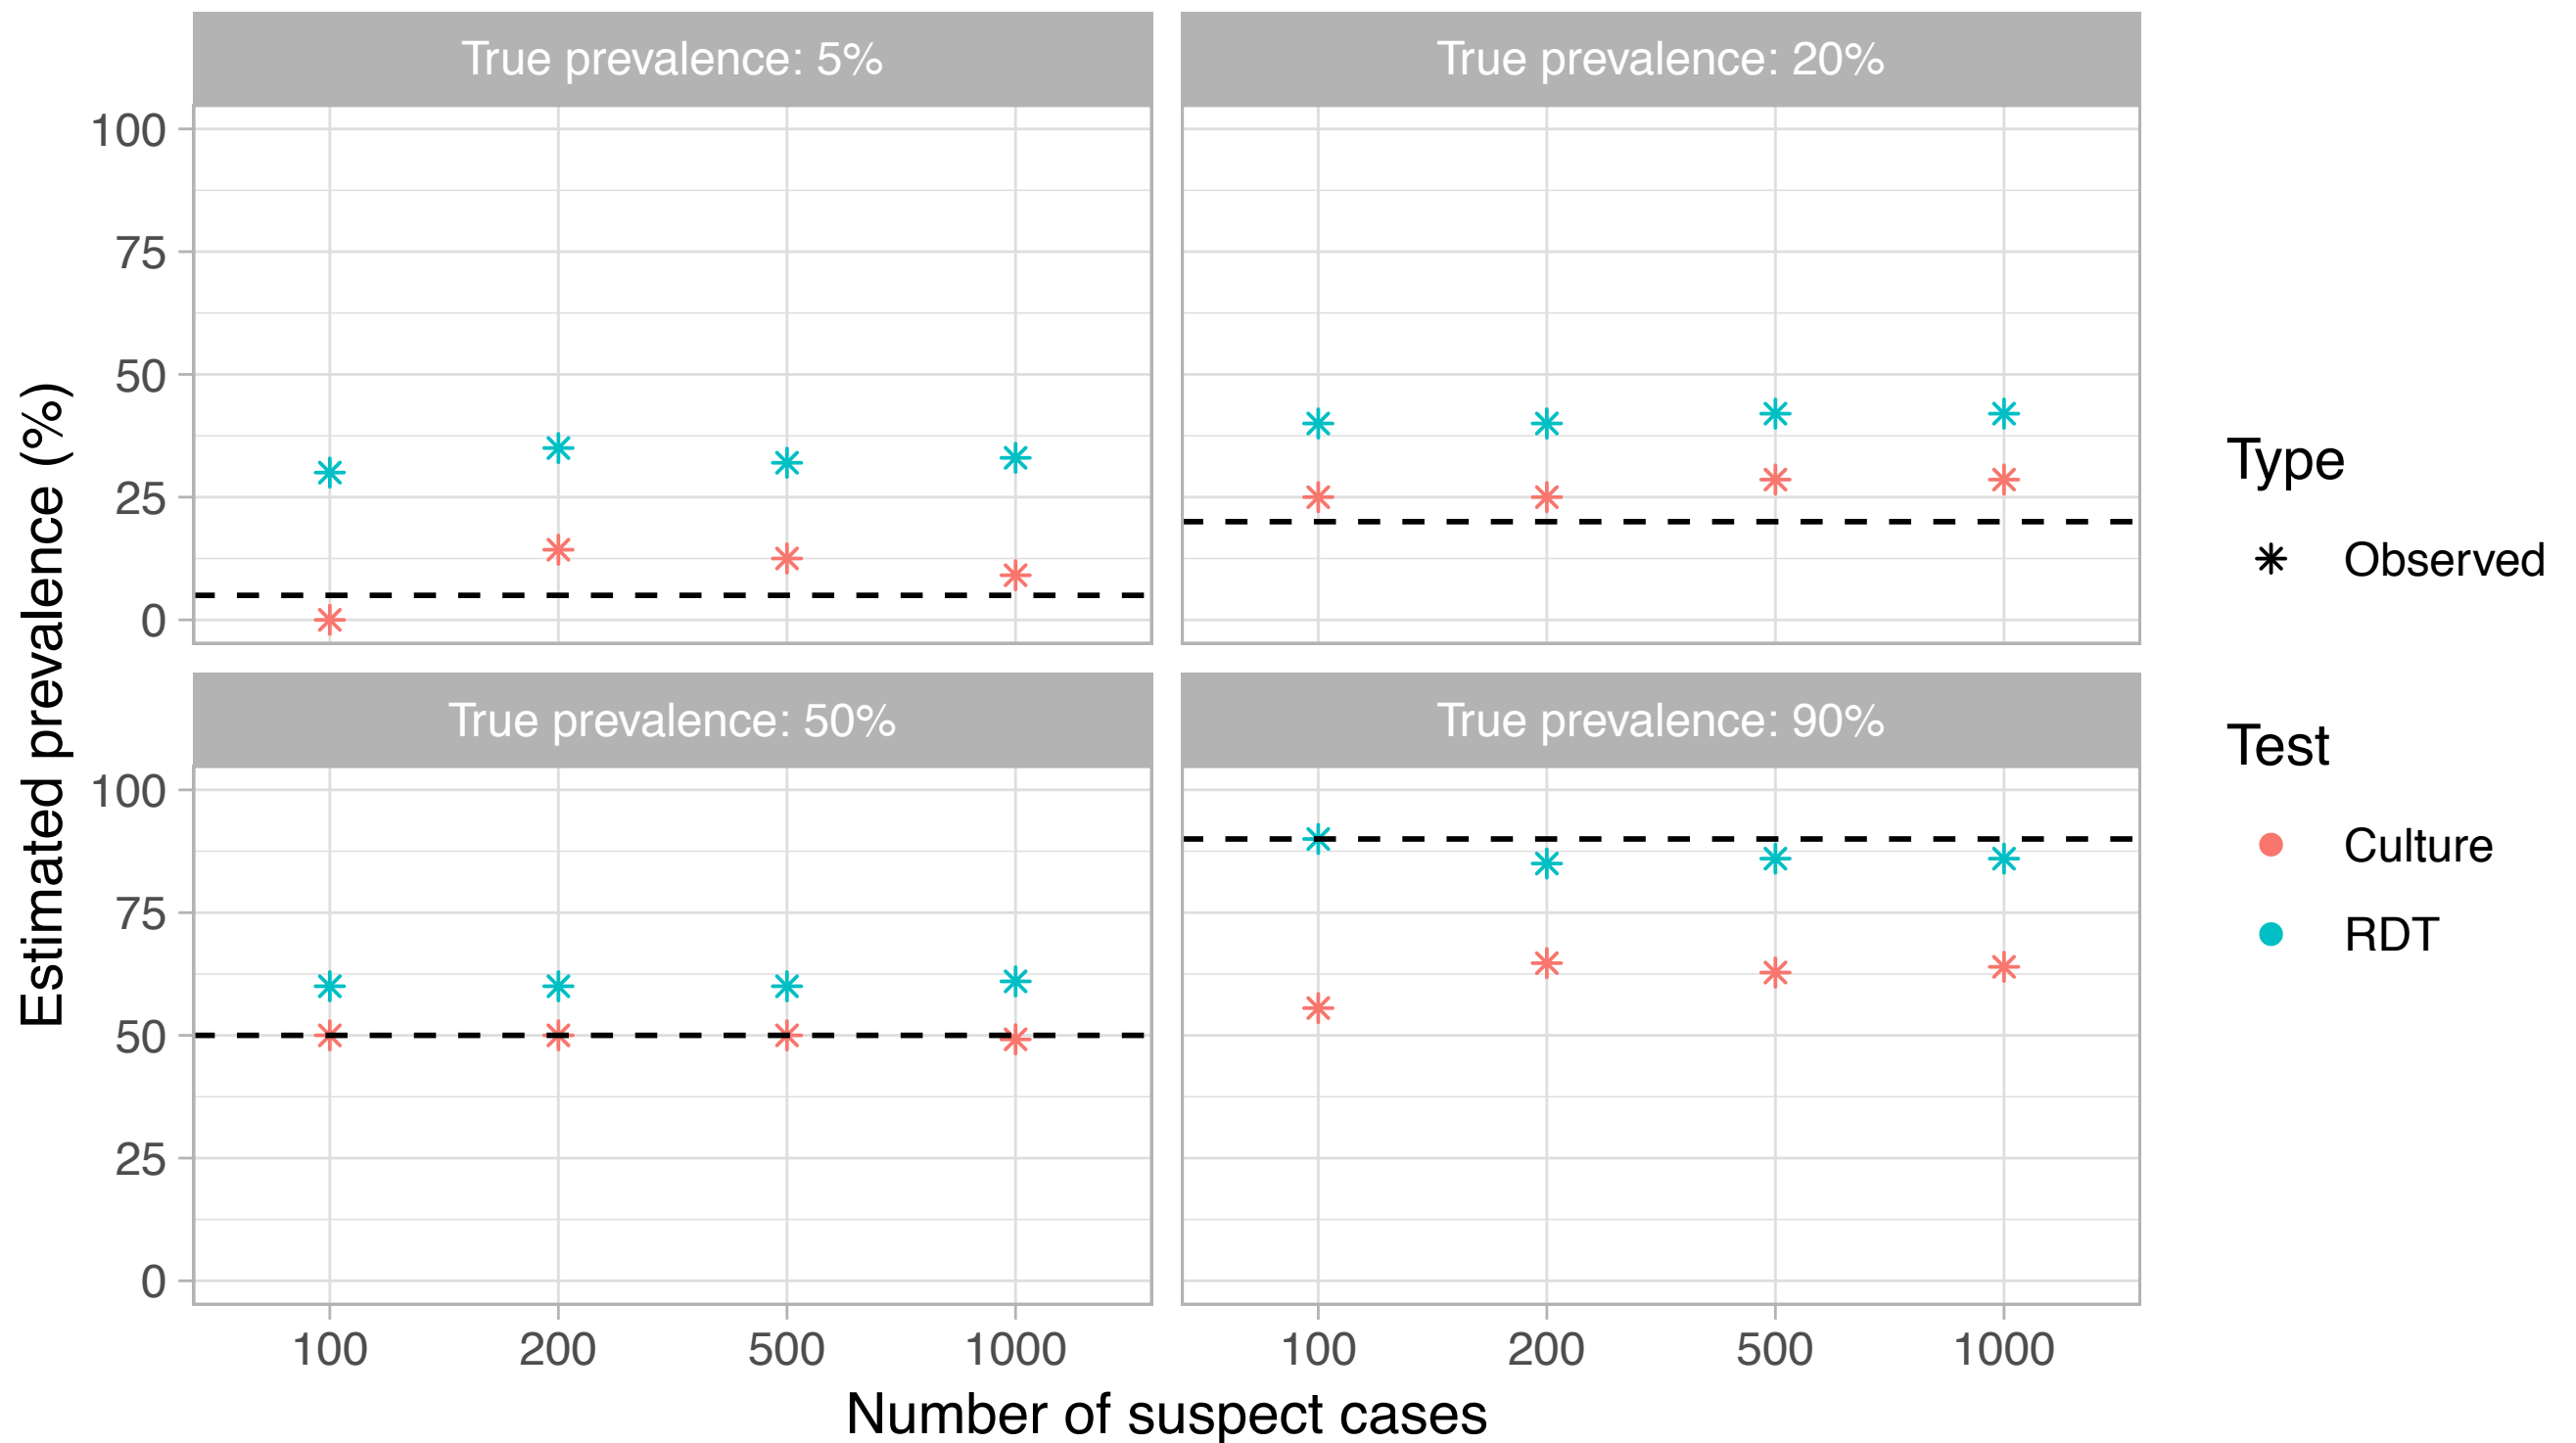 True prevalence: 5%
True prevalence: 20%
100
75
50
25
0
True prevalence: 50%
True prevalence: 90%
100
75
50
25
0
100 200 500 1000
100 200 500 1000
Estimated prevalence (%)
Number of suspect cases
Type
Observed
Test
Culture
RDT